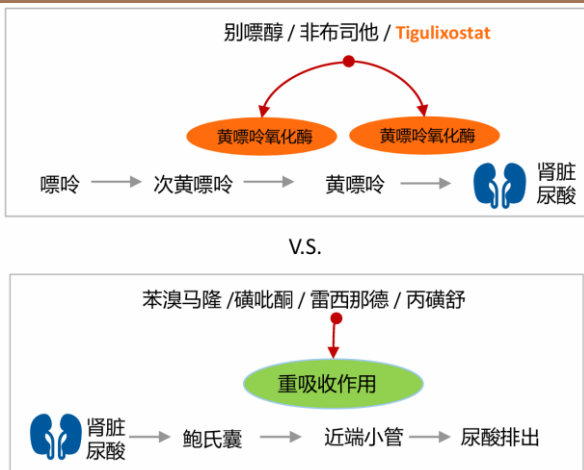 别嘌醇 / 非布司他 / Tigulixostat
黄嘌呤氧化酶
黄嘌呤氧化酶
嘌呤
次黄嘌呤
黄嘌呤
肾脏
尿酸
V.S.
苯溴马隆 /磺吡酮 / 雷西那德 / 丙磺舒
重吸收作用
肾脏
尿酸
鲍氏囊
近端小管
尿酸排出